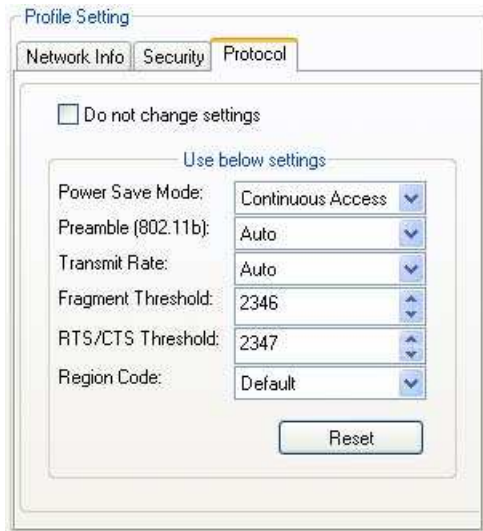 Profile Setting
Network Info Security Protocol
Do not change settings
Use below settings
Power Save Mode: Continuous Access
Preamble (802.11b): Auto
Transmit Rate: Auto
Fragment Threshold: 2346
RTS/CTS Threshold: 2347
Region Code: Default
Reset